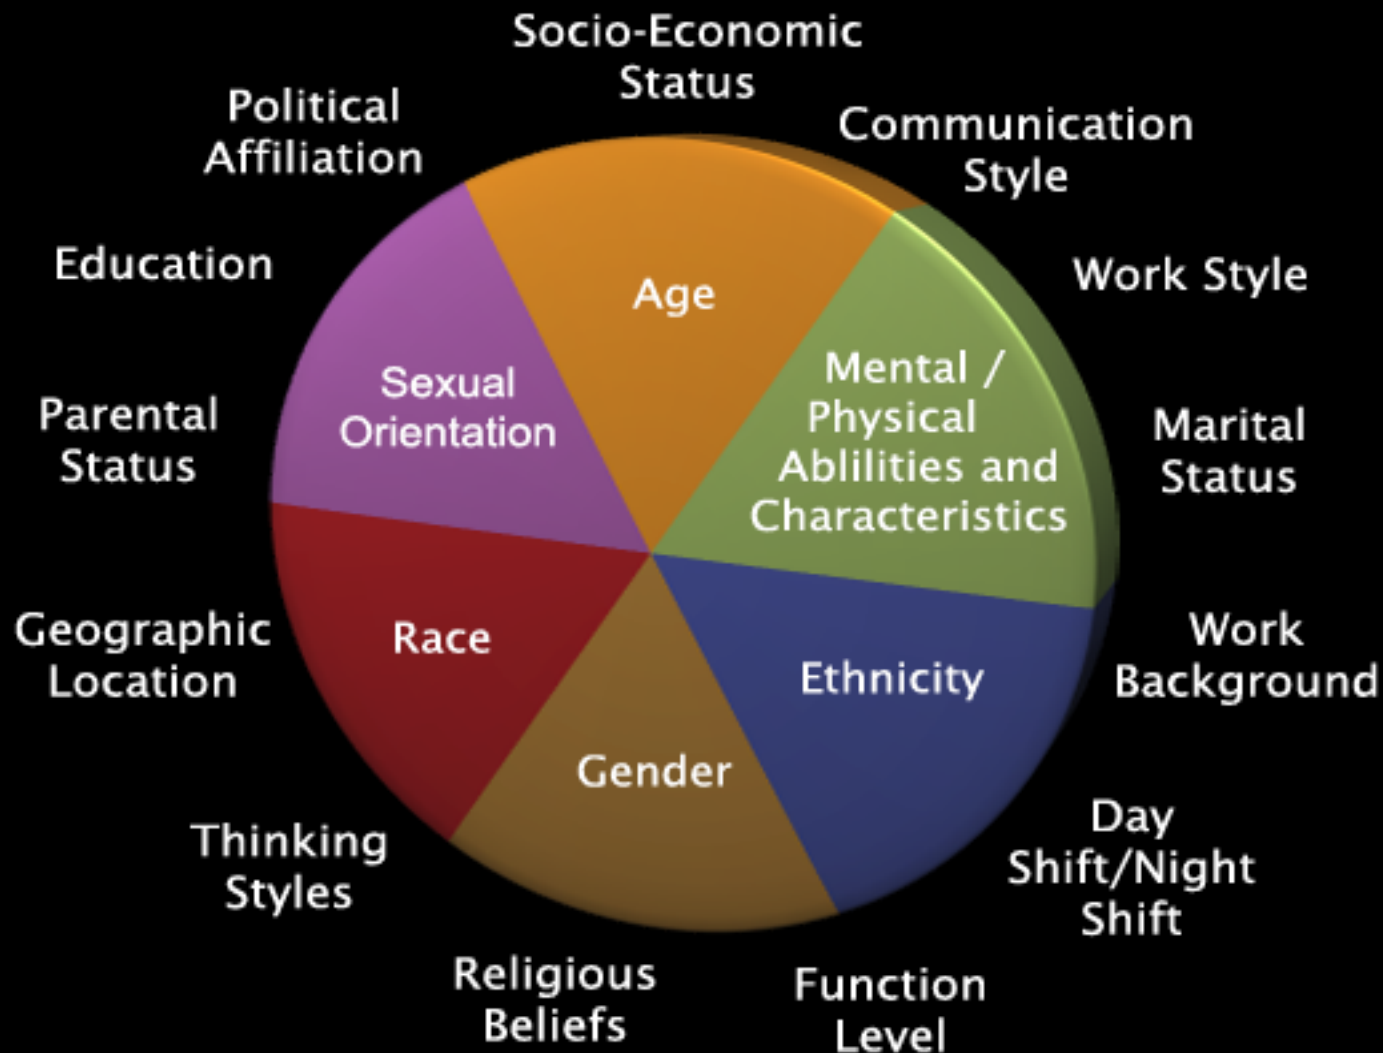 Socio-Economic
Status
Political
Affiliation
Communication
Style
Education
Work Style
Age
Sexual
Orientation
Mental /
Physical
Ablilities and
Characteristics
Parental
Status
Marital
Status
Geographic
Location
Race
Ethnicity
Work
Background
Gender
Thinking
Styles
Day
Shift/Night
Shift
Religious
Beliefs
Function
Level